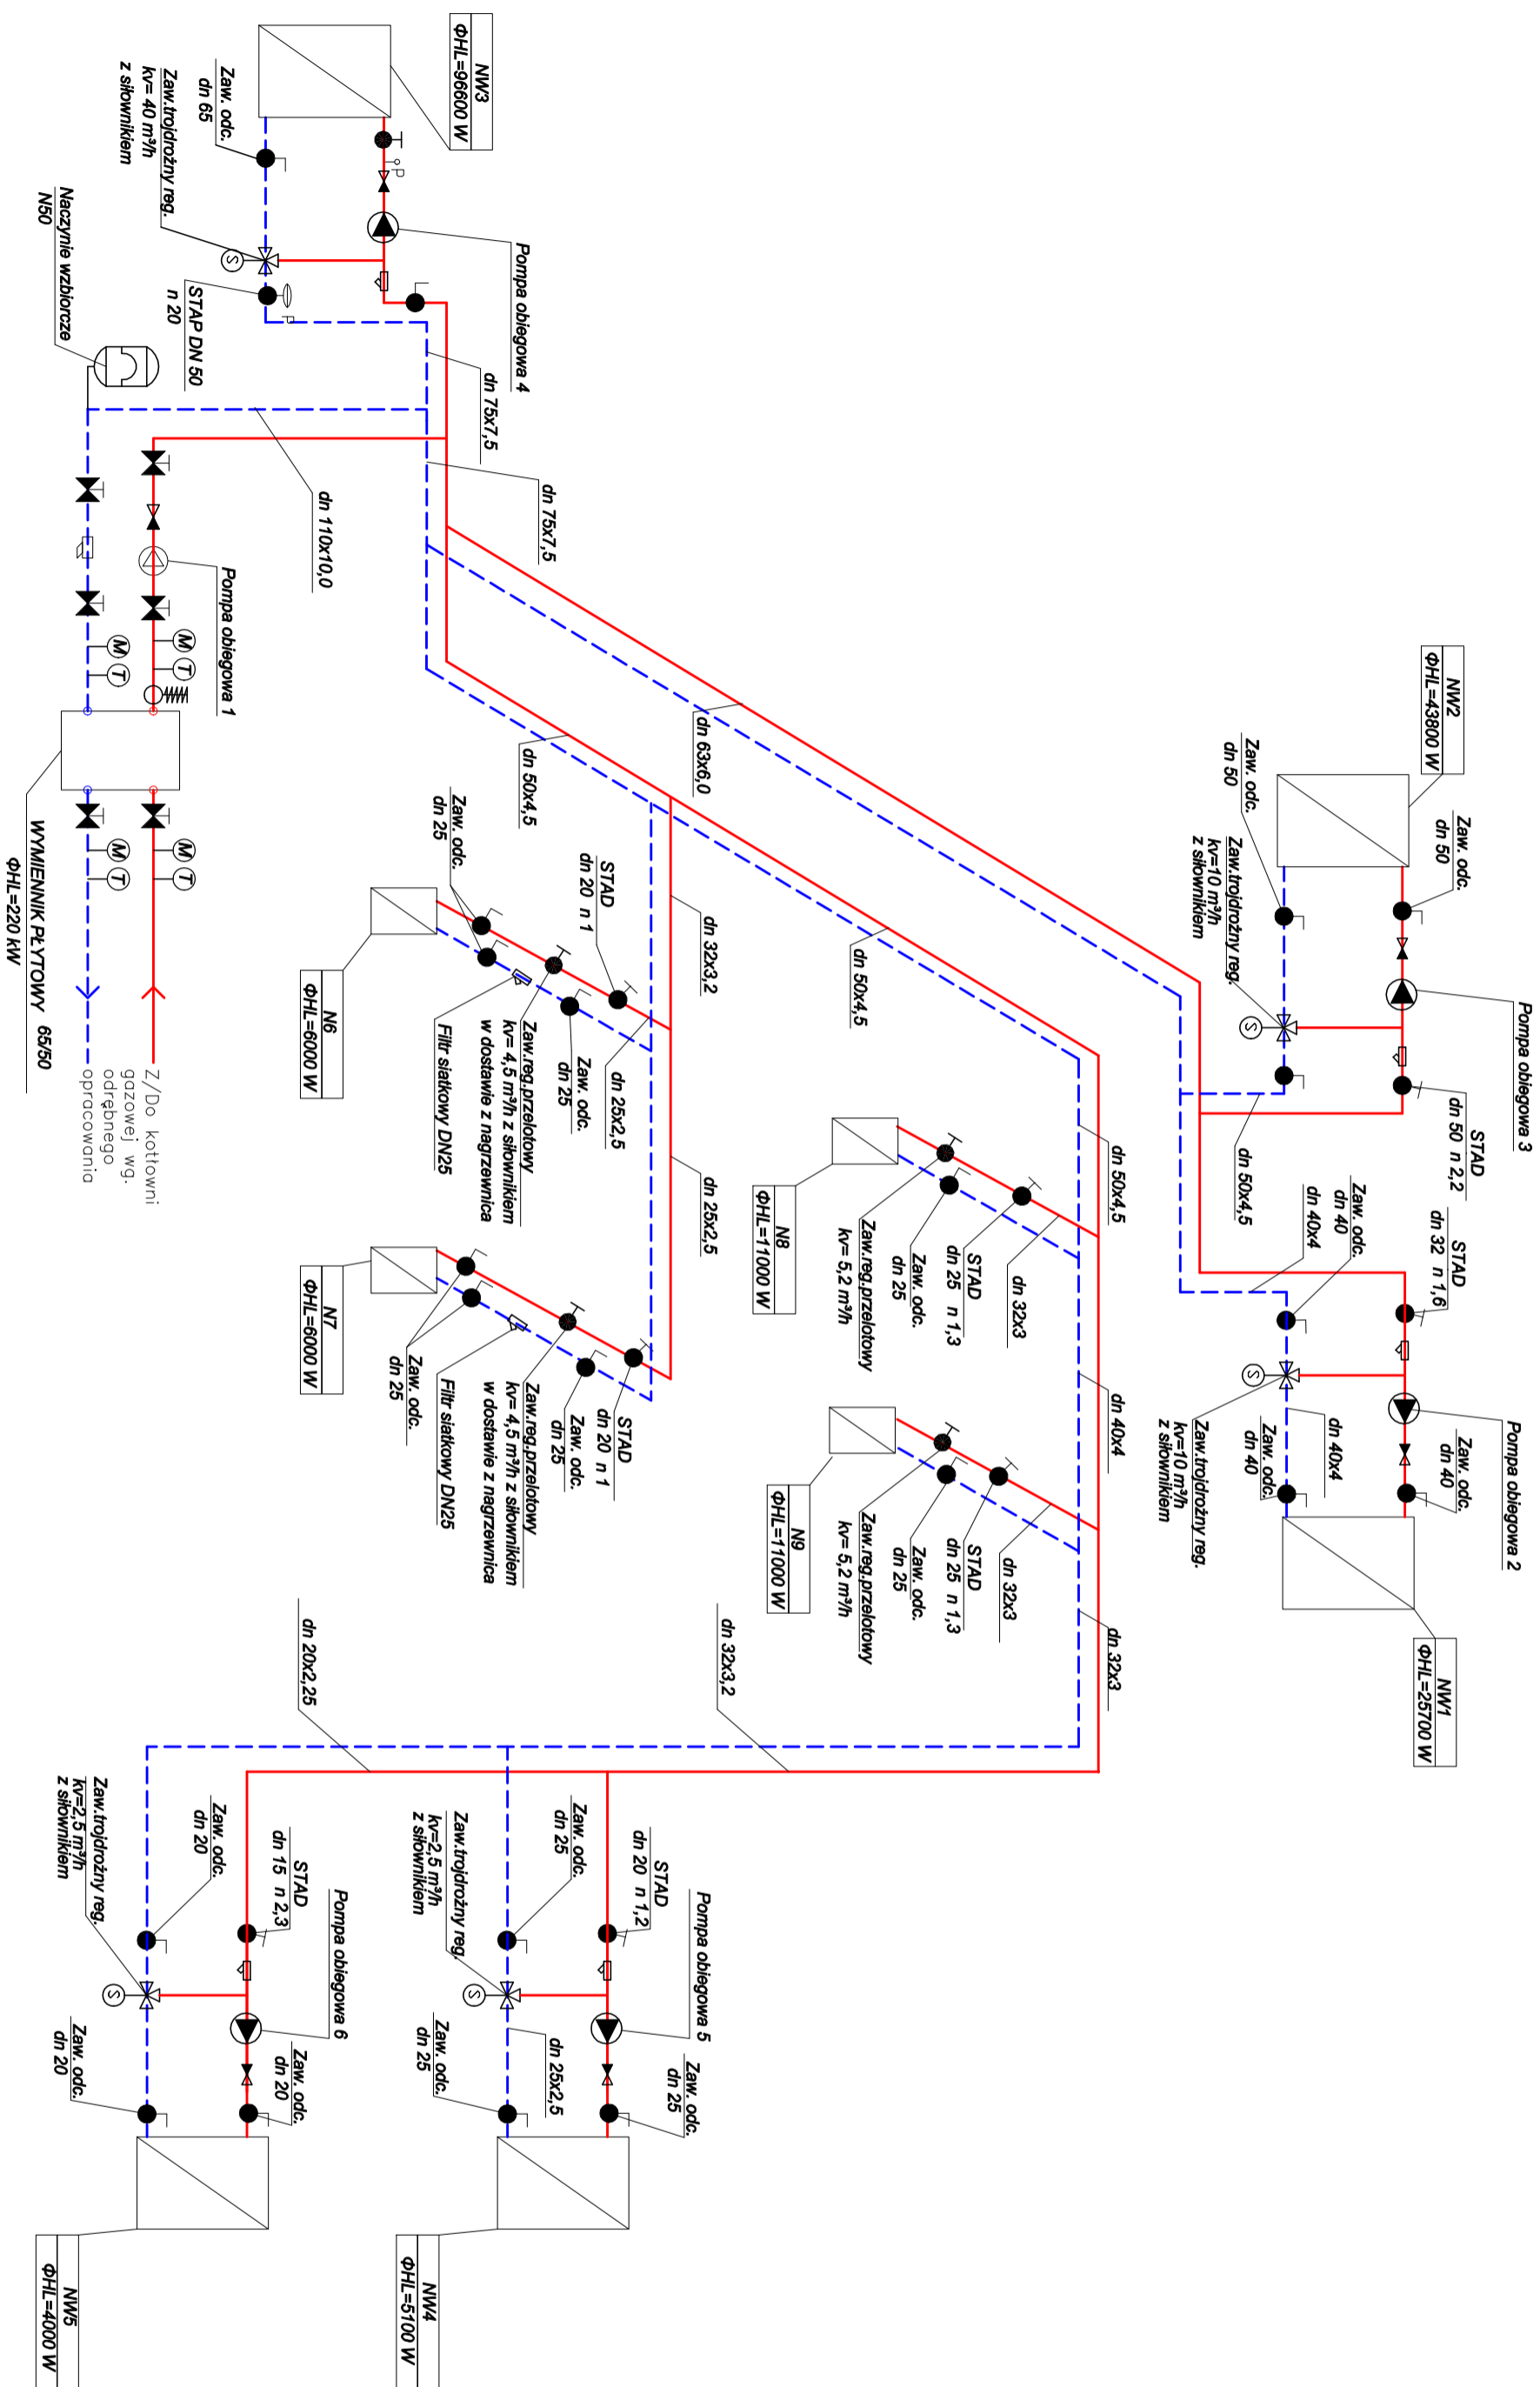 NW3
ΦHL=96600 W
Zaw. odc.
dn 65
Zaw.trojdrożny reg.
kv= 40 m³/h
z siłownikiem
Pompa obiegowa 4
STAP DN 50
n 20
Naczynie wzbiorcze
N50
dn 75x7,5
dn 75x7,5
dn 110x10,0
Pompa obiegowa 1
M
T
M
T
M
T
M
T
WYMIENNIK PŁYTOWY 65/50
ΦHL=220 kW
Z/Do kotłowni
gazowej wg.
odrębnego
opracowania
dn 63x6,0
dn 50x4,5
dn 50x4,5
NW2
ΦHL=43800 W
Zaw. odc.
dn 50
Zaw. odc.
dn 50
Zaw.trojdrożny reg.
kv=10 m³/h
z siłownikiem
Pompa obiegowa 3
STAD
dn 50 n 2,2
dn 50x4,5
STAD
dn 32 n 1,6
Zaw. odc.
dn 40
dn 40x4
Pompa obiegowa 2
Zaw. odc.
dn 40
dn 40x4
Zaw. odc.
dn 40
Zaw.trojdrożny reg.
kv=10 m³/h
z siłownikiem
NW1
ΦHL=25700 W
Zaw. odc.
dn 25
STAD
dn 20 n 1
dn 32x3,2
N6
ΦHL=6000 W
Filtr siatkowy DN25
Zaw.reg.przelotowy
kv= 4,5 m³/h z siłownikiem
w dostawie z nagrzewnica
Zaw. odc.
dn 25
dn 25x2,5
dn 25x2,5
N7
ΦHL=6000 W
Zaw. odc.
dn 25
Filtr siatkowy DN25
Zaw.reg.przelotowy
kv= 4,5 m³/h z siłownikiem
w dostawie z nagrzewnica
Zaw. odc.
dn 25
STAD
dn 20 n 1
N8
ΦHL=11000 W
Zaw.reg.przelotowy
kv= 5,2 m³/h
Zaw. odc.
dn 25
STAD
dn 25 n 1,3
dn 32x3
dn 50x4,5
N9
ΦHL=11000 W
Zaw.reg.przelotowy
kv= 5,2 m³/h
Zaw. odc.
dn 25
STAD
dn 25 n 1,3
dn 32x3
dn 40x4
dn 32x3
dn 32x3,2
dn 20x2,25
Zaw. odc.
dn 25
STAD
dn 20 n 1,2
Pompa obiegowa 5
Zaw.trojdrożny reg.
kv=2,5 m³/h
z siłownikiem
Zaw. odc.
dn 25
dn 25x2,5
Zaw. odc.
dn 25
NW4
ΦHL=5100 W
Zaw. odc.
dn 20
STAD
dn 15 n 2,3
Pompa obiegowa 6
Zaw.trojdrożny reg.
kv=2,5 m³/h
z siłownikiem
Zaw. odc.
dn 20
Zaw. odc.
dn 20
NW5
ΦHL=4000 W
P
P
S
S
S
S
S